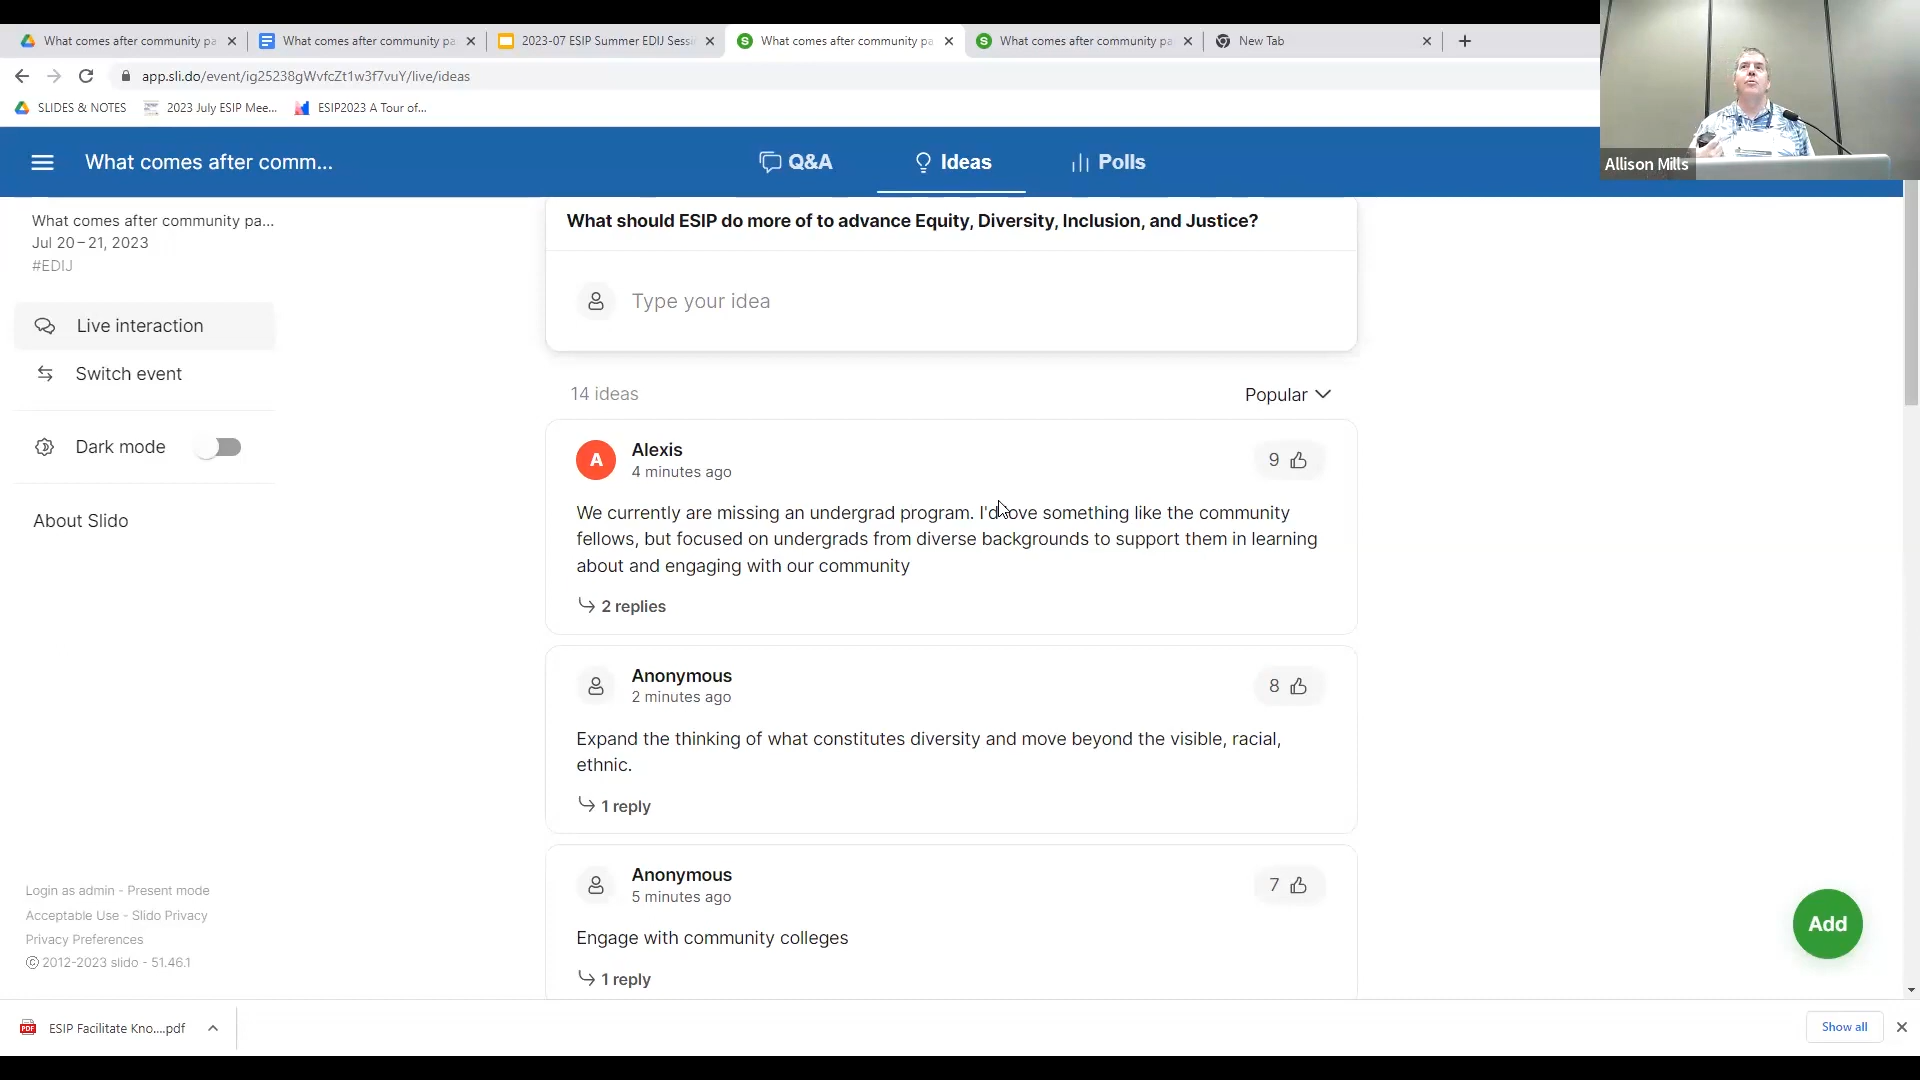 What comes after community pa
What comes after community pa
2023-07 ESIP Summer EDIJ Sessi
What comes after community pa
What comes after community pa
New Tab
app.sli.do/event/ig25238gWvfcZt1w3f7vuY/live/ideas
SLIDES & NOTES
2023 July ESIP Mee...
ESIP2023 A Tour of...
What comes after comm...
Q&A
Ideas
Polls
Allison Mills
What comes after community pa...
Jul 20 – 21, 2023
#EDIJ
Live interaction
Switch event
Dark mode
About Slido
Login as admin - Present mode
Acceptable Use - Slido Privacy
Privacy Preferences
© 2012-2023 slido - 51.46.1
What should ESIP do more of to advance Equity, Diversity, Inclusion, and Justice?
Type your idea
14 ideas
Popular
A
Alexis
4 minutes ago
9
We currently are missing an undergrad program. I'd love something like the community
fellows, but focused on undergrads from diverse backgrounds to support them in learning
about and engaging with our community
2 replies
Anonymous
2 minutes ago
8
Expand the thinking of what constitutes diversity and move beyond the visible, racial,
ethnic.
1 reply
Anonymous
5 minutes ago
7
Engage with community colleges
1 reply
Add
PDF
ESIP Facilitate Kno....pdf
Show all